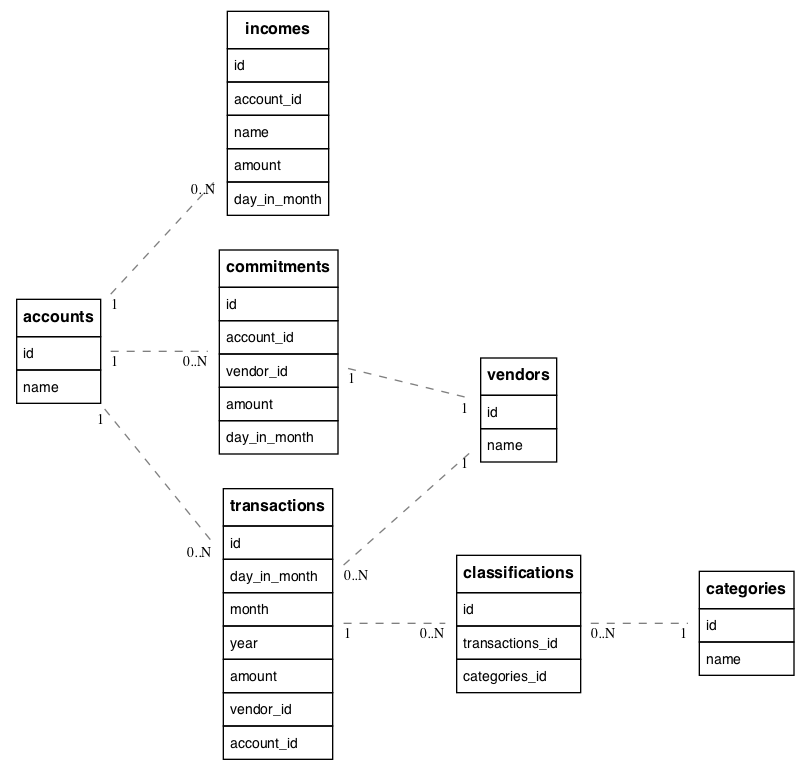 incomes
id
account_id
name
amount
day_in_month
0..N
1
accounts
id
name
1
0..N
1
0..N
commitments
id
account_id
vendor_id
amount
day_in_month
1
1
vendors
id
name
1
0..N
transactions
id
day_in_month
month
year
amount
vendor_id
account_id
1
0..N
classifications
id
transactions_id
categories_id
0..N
1
categories
id
name